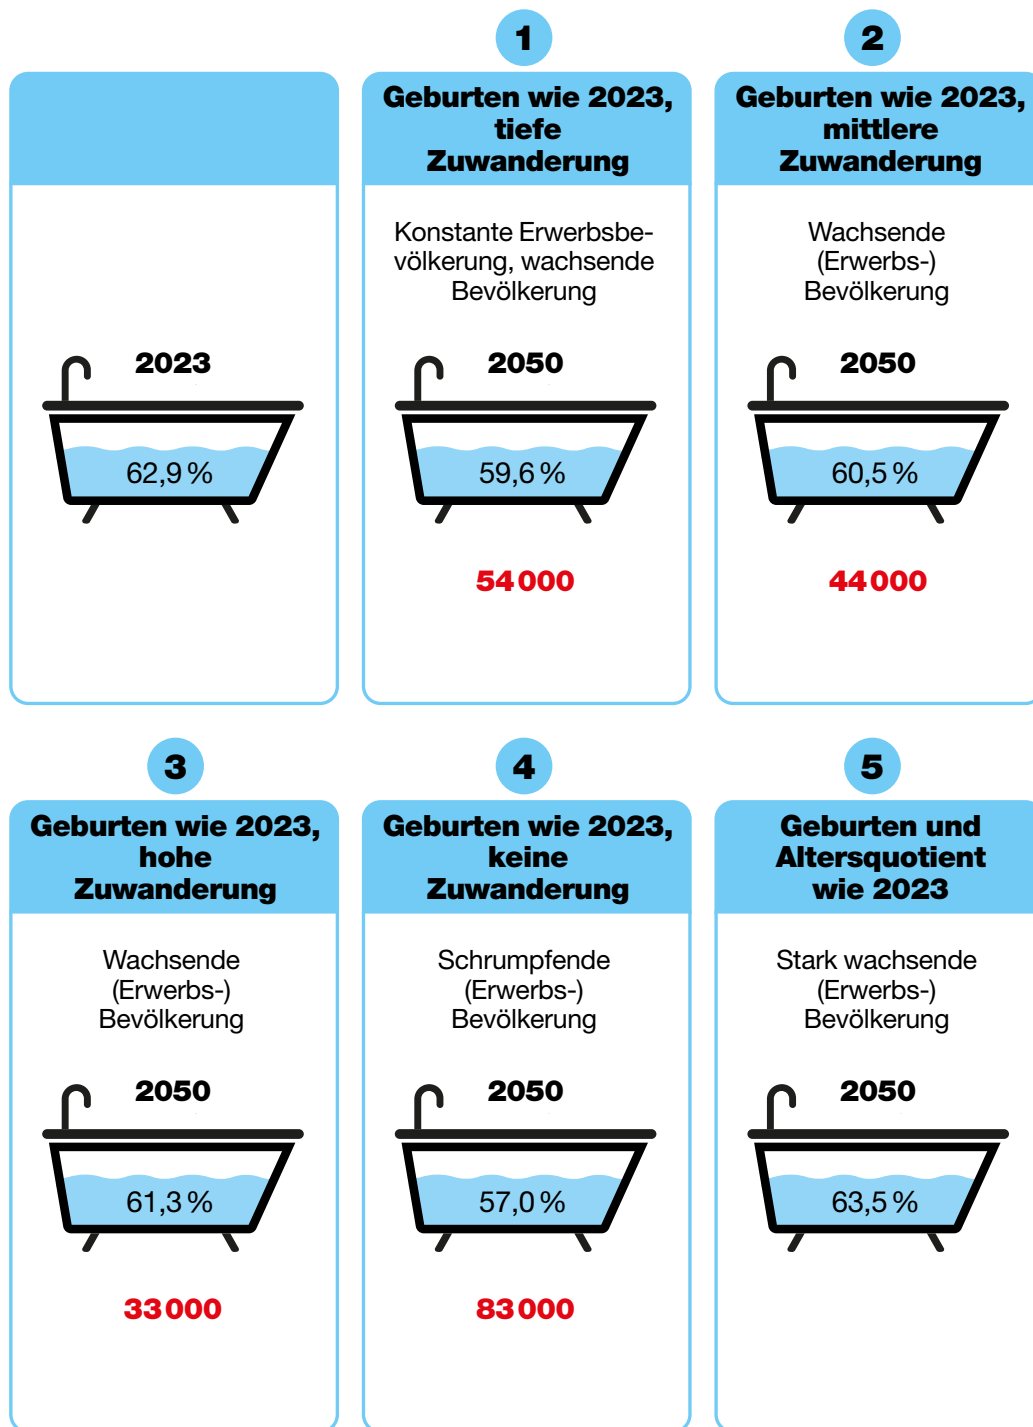 1
2
Geburten wie 2023,
tiefe
Zuwanderung
Geburten wie 2023,
mittlere
Zuwanderung
Konstante Erwerbsbe-
völkerung, wachsende
Bevölkerung
Wachsende
(Erwerbs-)
Bevölkerung
2023
62,9 %
2050
59,6 %
54 000
2050
60,5 %
44 000
3
4
5
Geburten wie 2023,
hohe
Zuwanderung
Geburten wie 2023,
keine
Zuwanderung
Geburten und
Altersquotient
wie 2023
Wachsende
(Erwerbs-)
Bevölkerung
Schrumpfende
(Erwerbs-)
Bevölkerung
Stark wachsende
(Erwerbs-)
Bevölkerung
2050
61,3 %
33 000
2050
57,0 %
83 000
2050
63,5 %